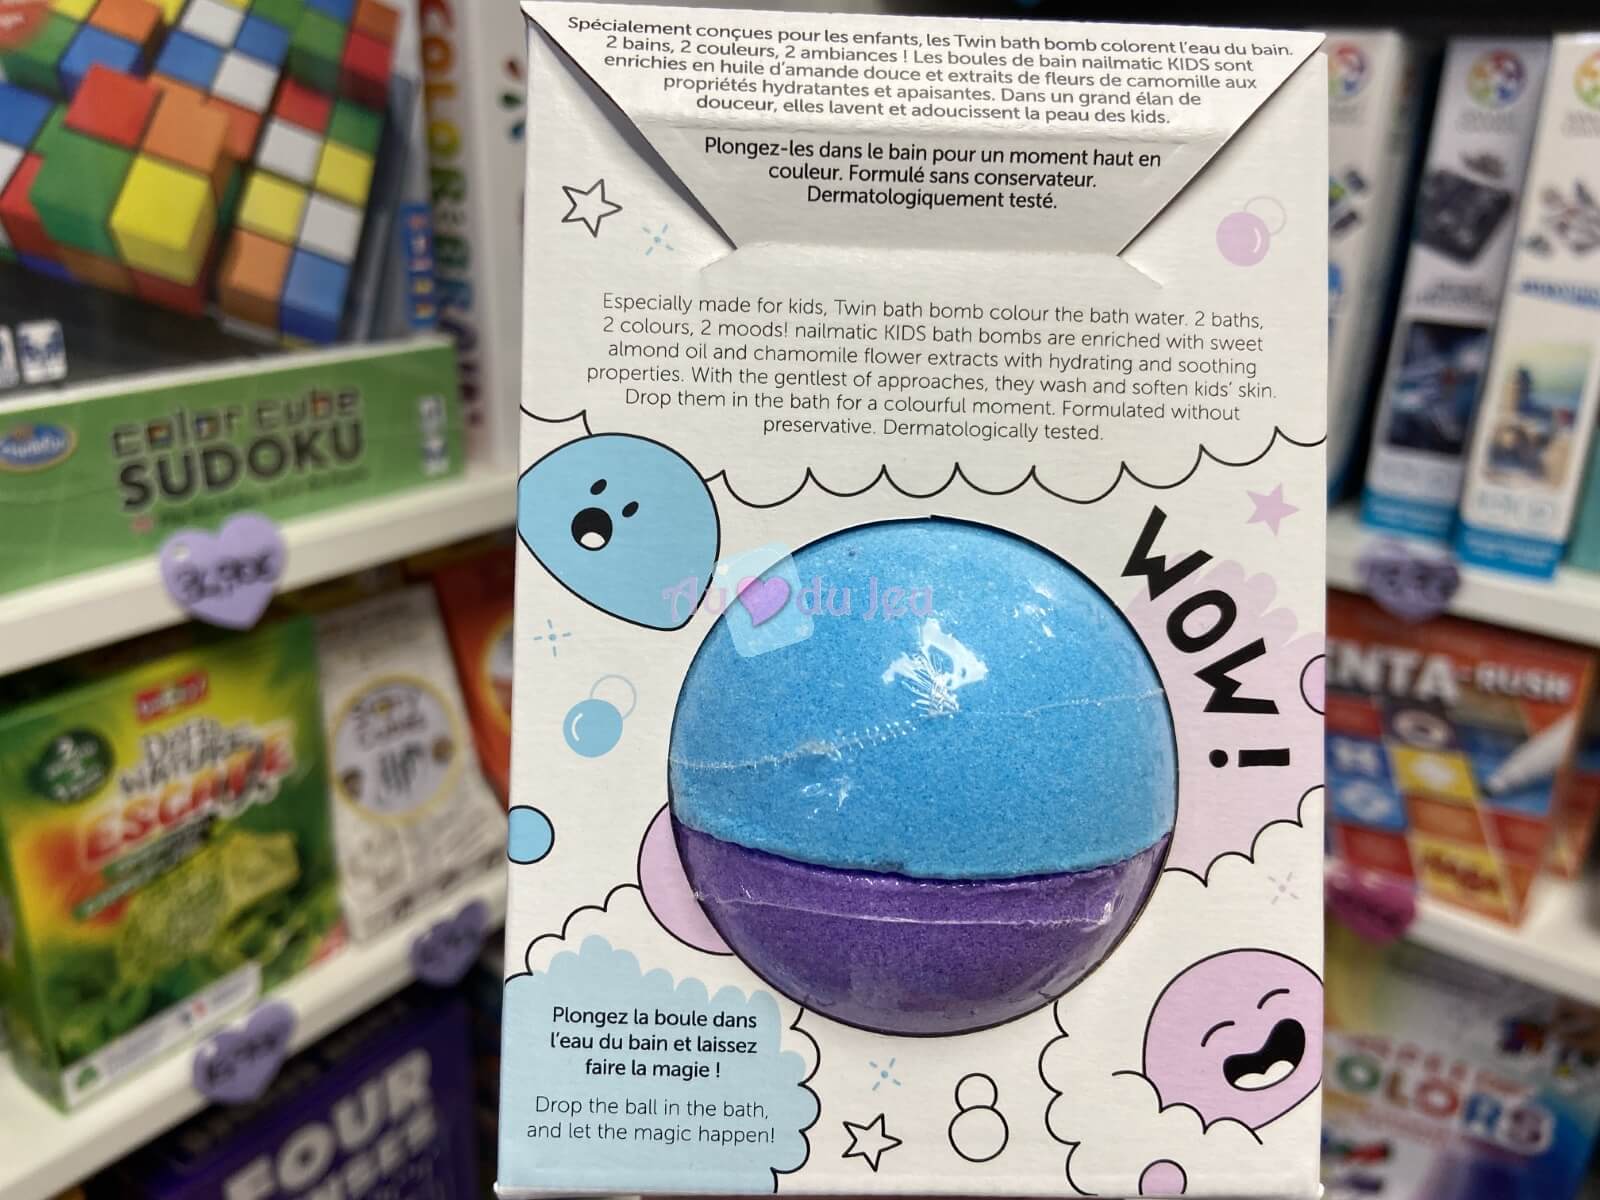 Spécialement conçues pour les enfants, les Twin bath bomb colorent l'eau du bain.
2 bains, 2 couleurs, 2 ambiances ! Les boules de bain nailmatic KIDS sont
enrichies en huile d'amande douce et extraits de fleurs de camomille aux
propriétés hydratantes et apaisantes. Dans un grand élan de
douceur, elles lavent et adoucissent la peau des kids.
Plongez-les dans le bain pour un moment haut en
couleur. Formulé sans conservateur.
Dermatologiquement testé.
Especially made for kids, Twin bath bomb colour the bath water. 2 baths,
2 colours, 2 moods! nailmatic KIDS bath bombs are enriched with sweet
almond oil and chamomile flower extracts with hydrating and soothing
properties. With the gentlest of approaches, they wash and soften kids' skin.
Drop them in the bath for a colourful moment. Formulated without
preservative. Dermatologically tested.
WOW !
Au du Jeu
Plongez la boule dans
l'eau du bain et laissez
faire la magie !
Drop the ball in the bath,
and let the magic happen!
color cube
SUDOKU
ESCAPE
FOUR
RUSH
COLORS